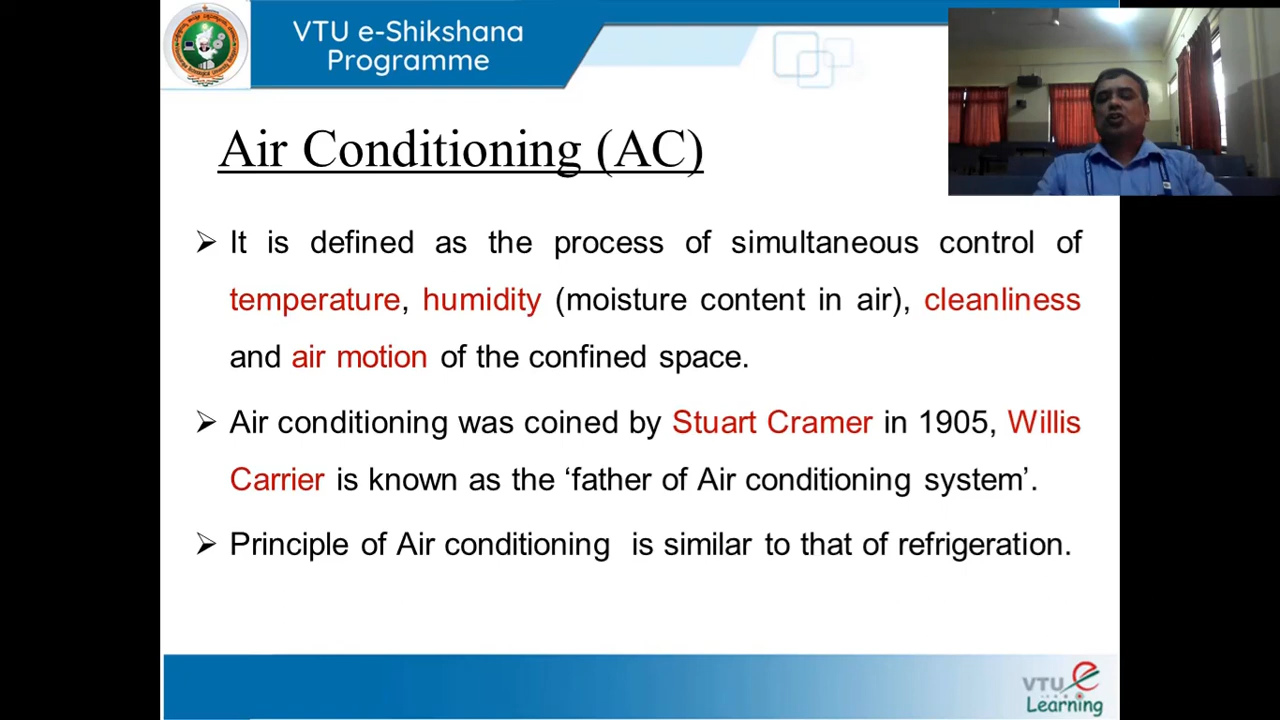 VTU e-Shikshana
Programme
Air Conditioning (AC)
➢ It is defined as the process of simultaneous control of
temperature, humidity (moisture content in air), cleanliness
and air motion of the confined space.
➢ Air conditioning was coined by Stuart Cramer in 1905, Willis
Carrier is known as the ‘father of Air conditioning system’.
➢ Principle of Air conditioning is similar to that of refrigeration.
VTU e
Learning